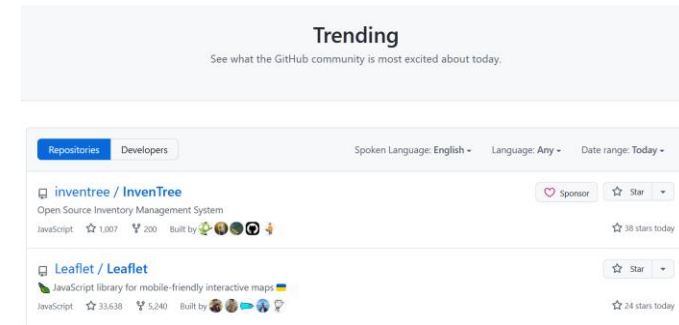 Trending
See what the GitHub community is most excited about today.
Repositories Developers Spoken Language: English Language: Any Date range: Today
inventree / InvenTree Sponsor Star
Open Source Inventory Management System
JavaScript 1,007 200 Built by 38 stars today
Leaflet / Leaflet Star
JavaScript library for mobile-friendly interactive maps
JavaScript 33,638 5,240 Built by 24 stars today